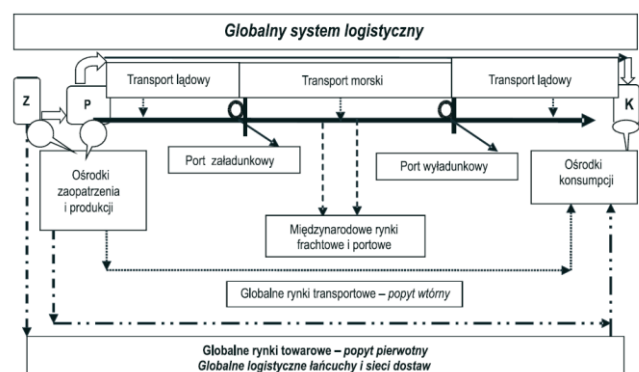 Globalny system logistyczny
Transport lądowy
Transport morski
Transport lądowy
Z
P
K
Port załadunkowy
Port wyładunkowy
Ośrodki
zaopatrzenia
i produkcji
Ośrodki
konsumpcji
Międzynarodowe rynki
frachtowe i portowe
Globalne rynki transportowe – popyt wtórny
Globalne rynki towarowe – popyt pierwotny
Globalne logistyczne łańcuchy i sieci dostaw